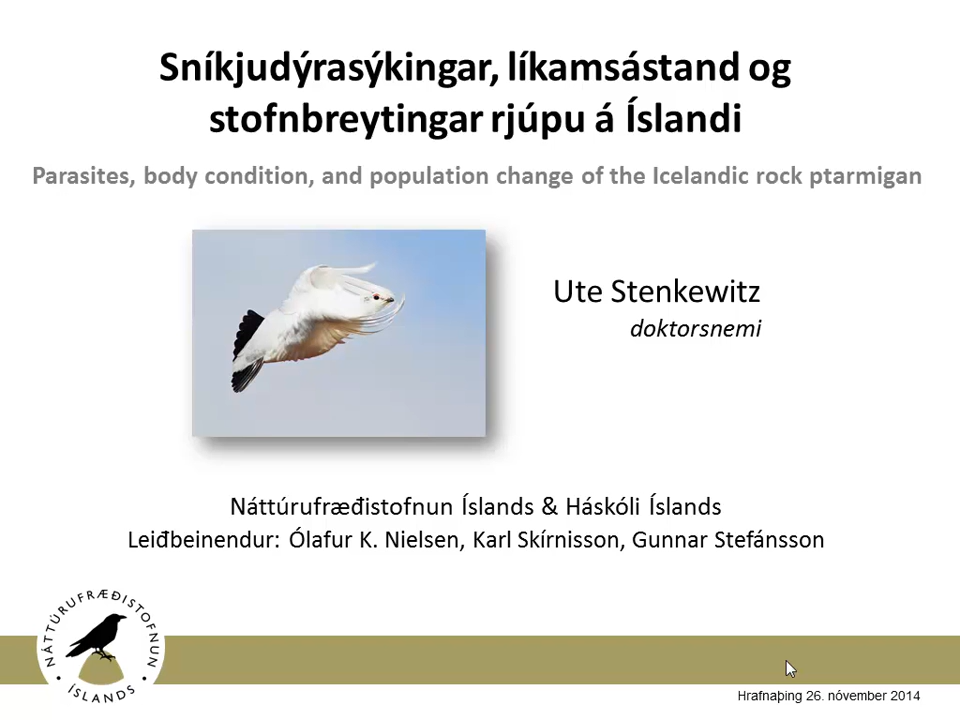 Sníkjudýrasýkingar, líkamsástand og
stofnbreytingar rjúpu á Íslandi
Parasites, body condition, and population change of the Icelandic rock ptarmigan
Ute Stenkewitz
doktorsnemi
Náttúrufræðistofnun Íslands & Háskóli Íslands
Leiðbeinendur: Ólafur K. Nielsen, Karl Skírnisson, Gunnar Stefánsson
NÁTTÚRUFRÆÐISTOFNUN
• ÍSLANDS •
Hrafnaþing 26. nóvember 2014